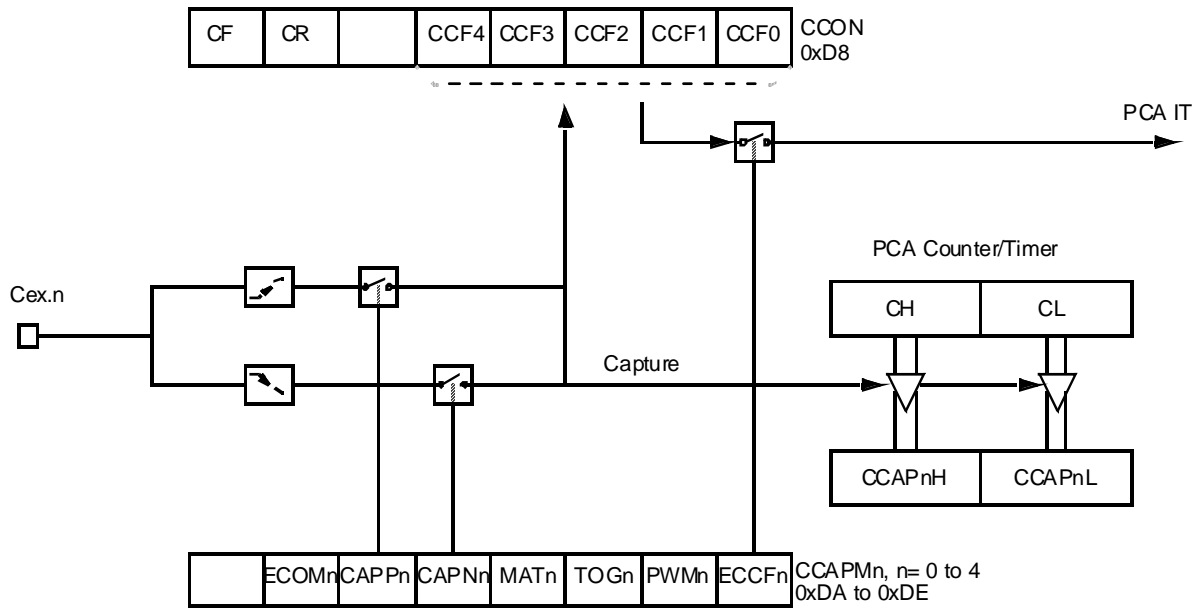 CF CR CCF4 CCF3 CCF2 CCF1 CCF0 CCON
0xD8
PCA IT
PCA Counter/Timer
Cex.n
CH CL
Capture
CCAPnH CCAPnL
ECOMn CAPPn CAPNn MATn TOGn PWMn ECCFn CCAPMn, n= 0 to 4
0xDA to 0xDE